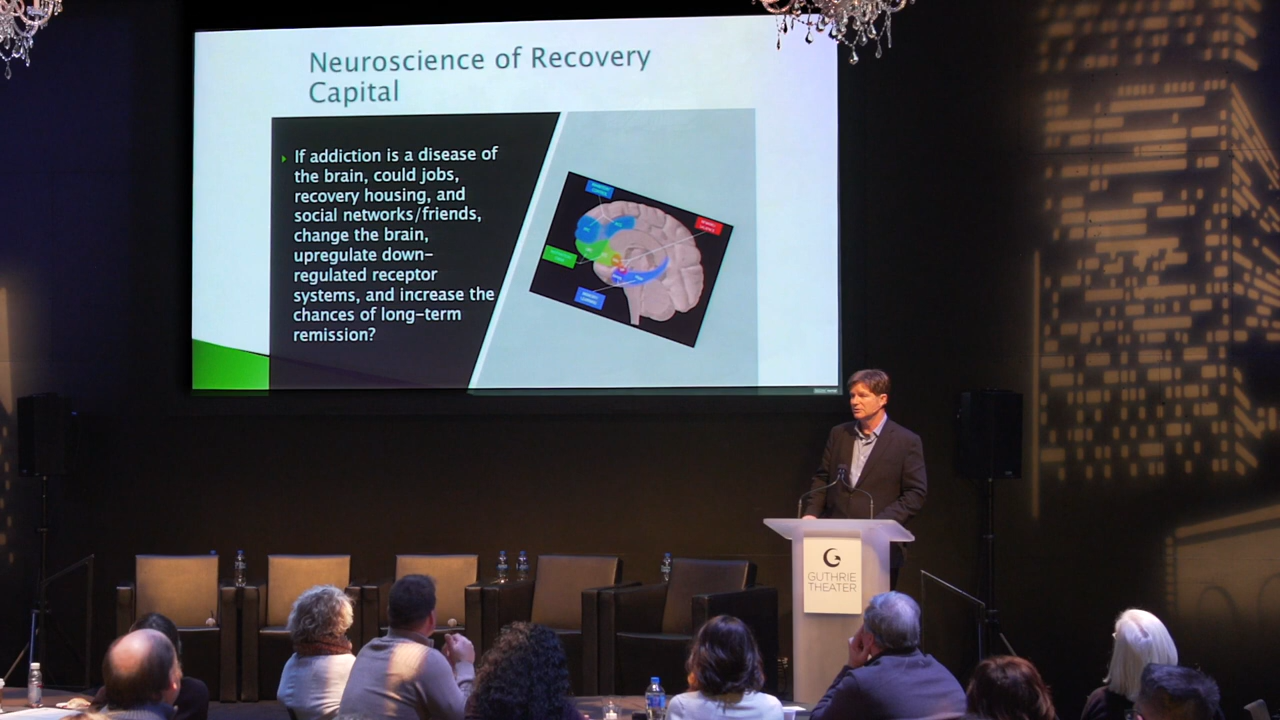 Neuroscience of Recovery
Capital
If addiction is a disease of
the brain, could jobs,
recovery housing, and
social networks/friends,
change the brain,
upregulate down-
regulated receptor
systems, and increase the
chances of long-term
remission?
GUTHRIE
THEATER